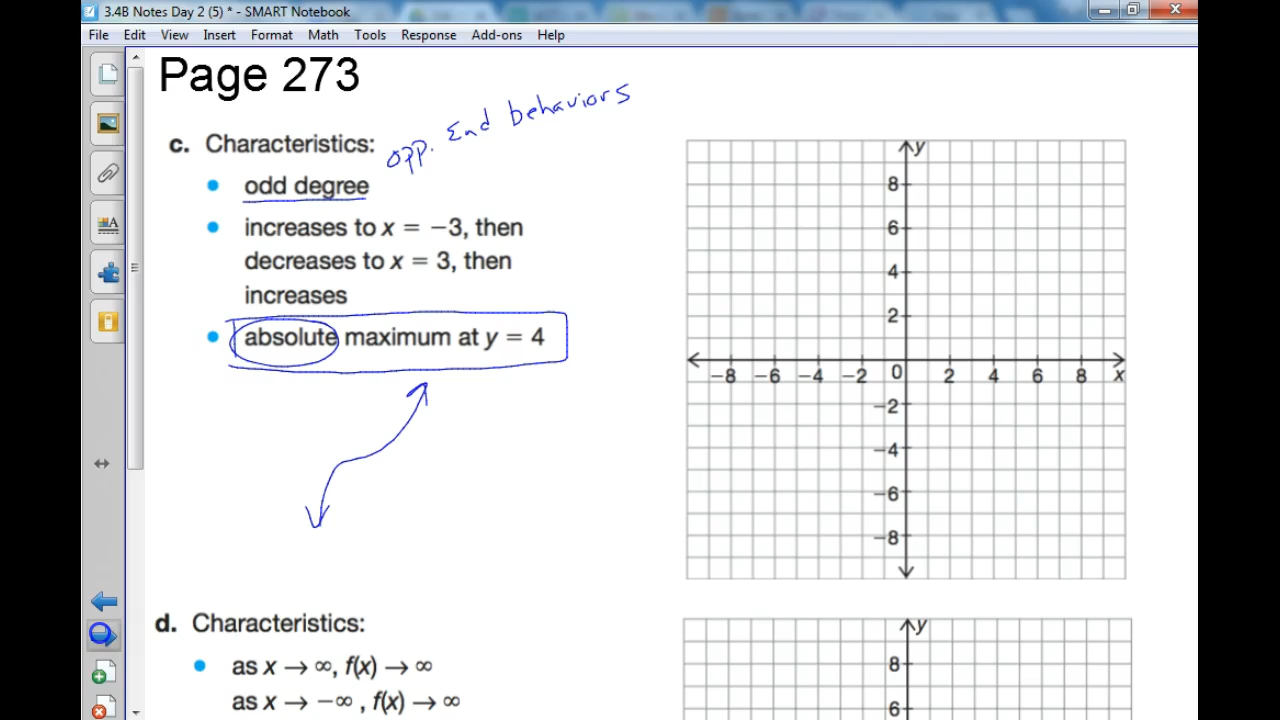 3.4B Notes Day 2 (5) * - SMART Notebook
File Edit View Insert Format Math Tools Response Add-ons Help
Page 273
opp. End behaviors
c. Characteristics:
odd degree
increases to x = −3, then
decreases to x = 3, then
increases
absolute maximum at y = 4
y
8
6
4
2
−8 −6 −4 −2 0 2 4 6 8 x
−2
−4
−6
−8
d. Characteristics:
as x → ∞, f(x) → ∞
as x → −∞ , f(x) → ∞
y
8
6